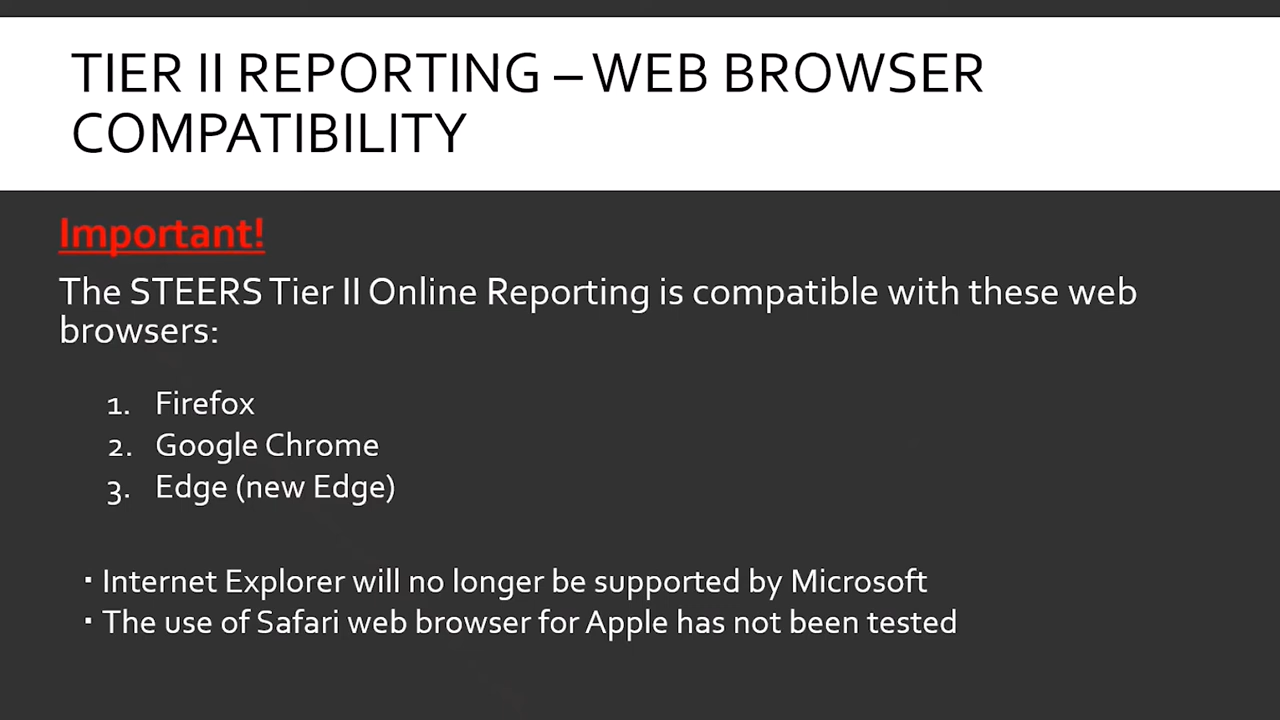 TIER II REPORTING – WEB BROWSER
COMPATIBILITY
Important!
The STEERS Tier II Online Reporting is compatible with these web
browsers:
1. Firefox
2. Google Chrome
3. Edge (new Edge)
▪ Internet Explorer will no longer be supported by Microsoft
▪ The use of Safari web browser for Apple has not been tested